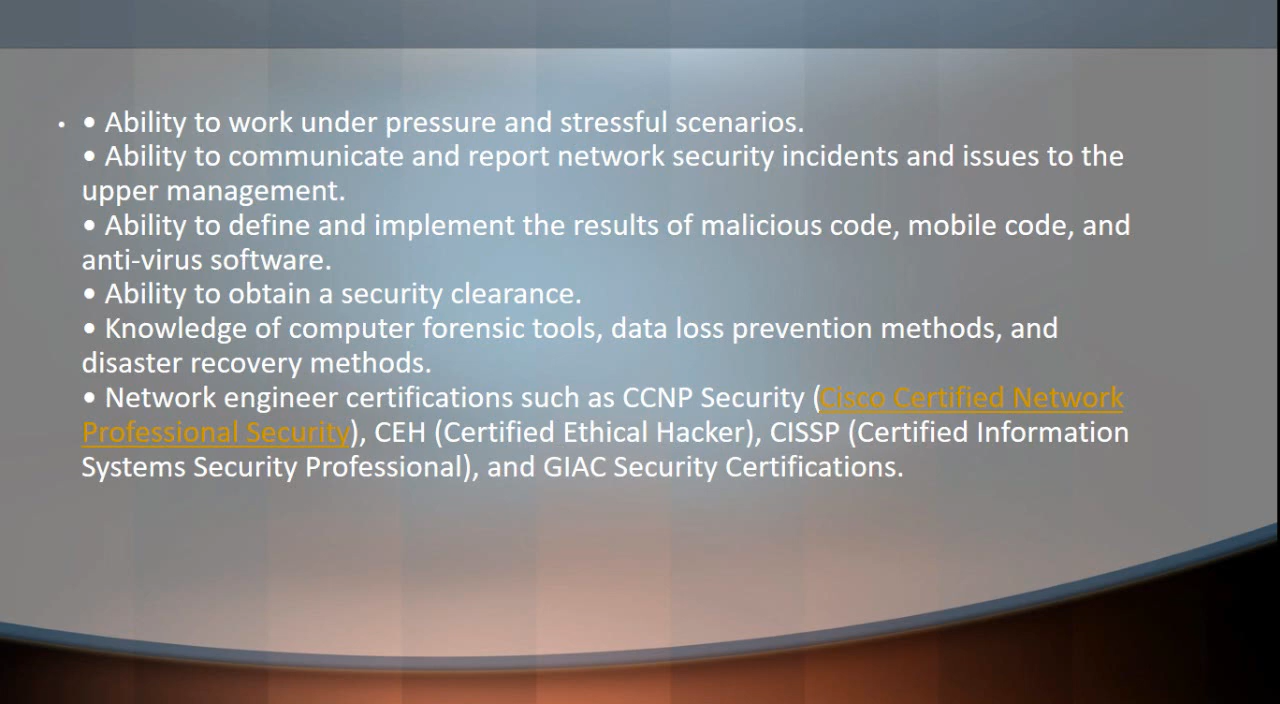 • • Ability to work under pressure and stressful scenarios.
• Ability to communicate and report network security incidents and issues to the
upper management.
• Ability to define and implement the results of malicious code, mobile code, and
anti-virus software.
• Ability to obtain a security clearance.
• Knowledge of computer forensic tools, data loss prevention methods, and
disaster recovery methods.
• Network engineer certifications such as CCNP Security (Cisco Certified Network
Professional Security), CEH (Certified Ethical Hacker), CISSP (Certified Information
Systems Security Professional), and GIAC Security Certifications.